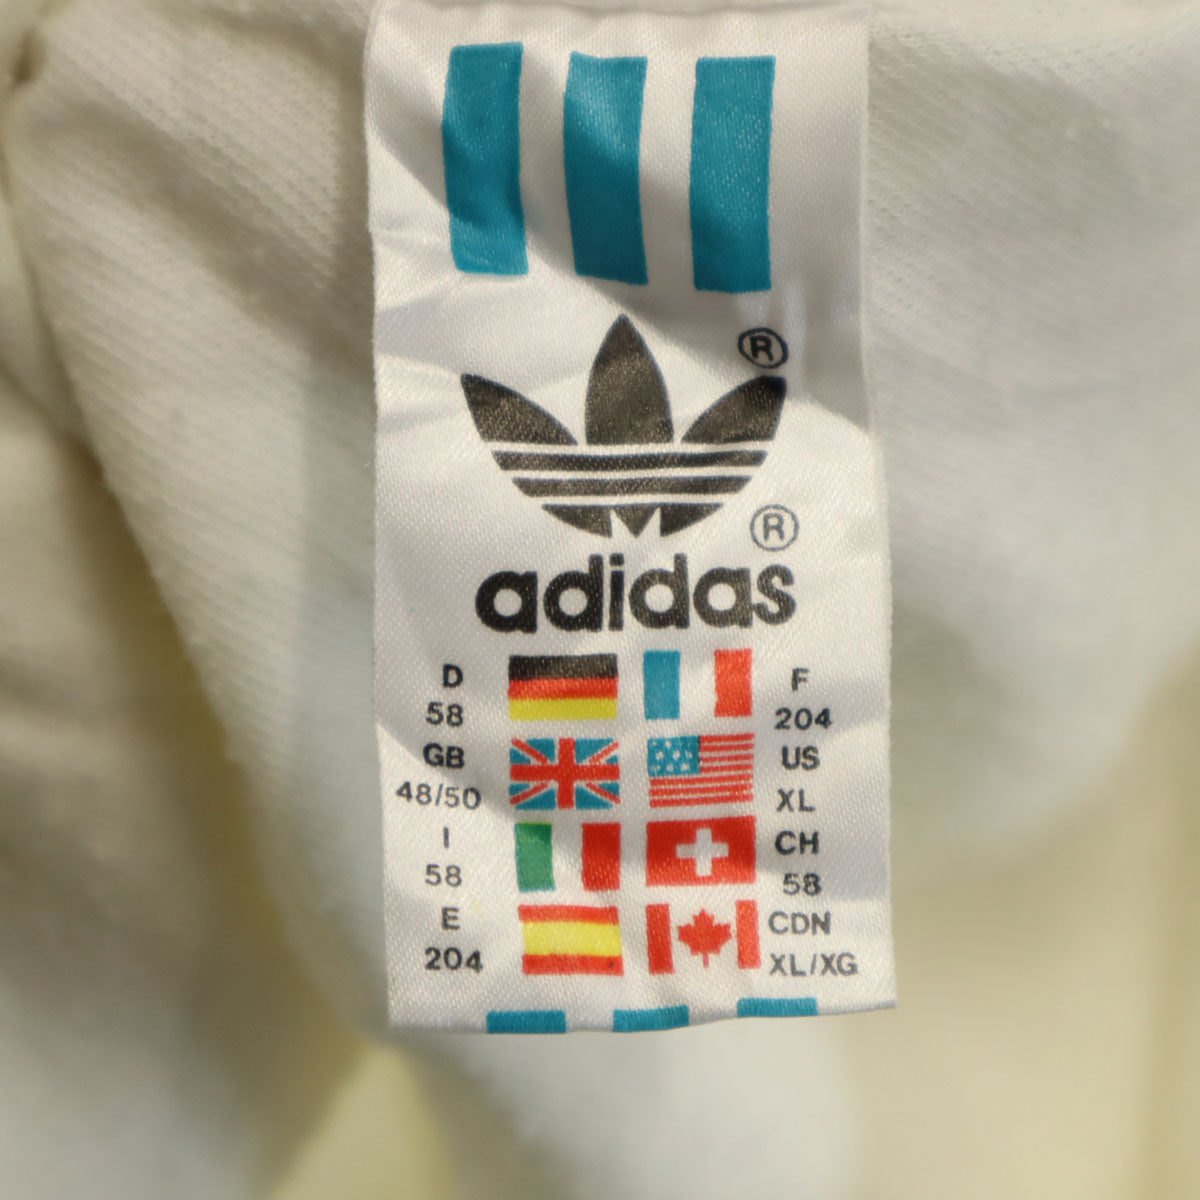 ®
®
adidas
D
58
F
204
GB
48/50
US
XL
I
58
CH
58
E
204
CDN
XL/XG